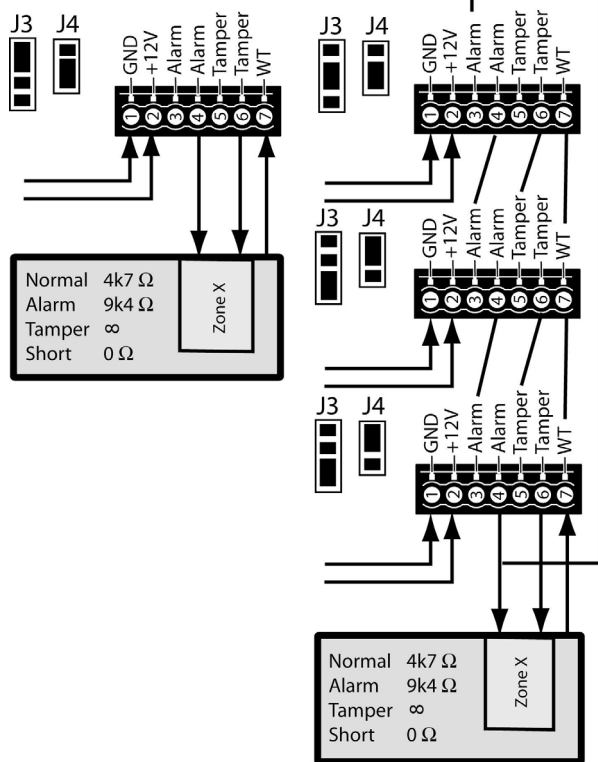 J3 J4
GND
+12V
Alarm
Alarm
Tamper
Tamper
WT
1 2 3 4 5 6 7
Normal 4k7 Ω
Alarm 9k4 Ω
Tamper ∞
Short 0 Ω
Zone X
J3 J4
GND
+12V
Alarm
Alarm
Tamper
Tamper
WT
1 2 3 4 5 6 7
J3 J4
GND
+12V
Alarm
Alarm
Tamper
Tamper
WT
1 2 3 4 5 6 7
J3 J4
GND
+12V
Alarm
Alarm
Tamper
Tamper
WT
1 2 3 4 5 6 7
Normal 4k7 Ω
Alarm 9k4 Ω
Tamper ∞
Short 0 Ω
Zone X